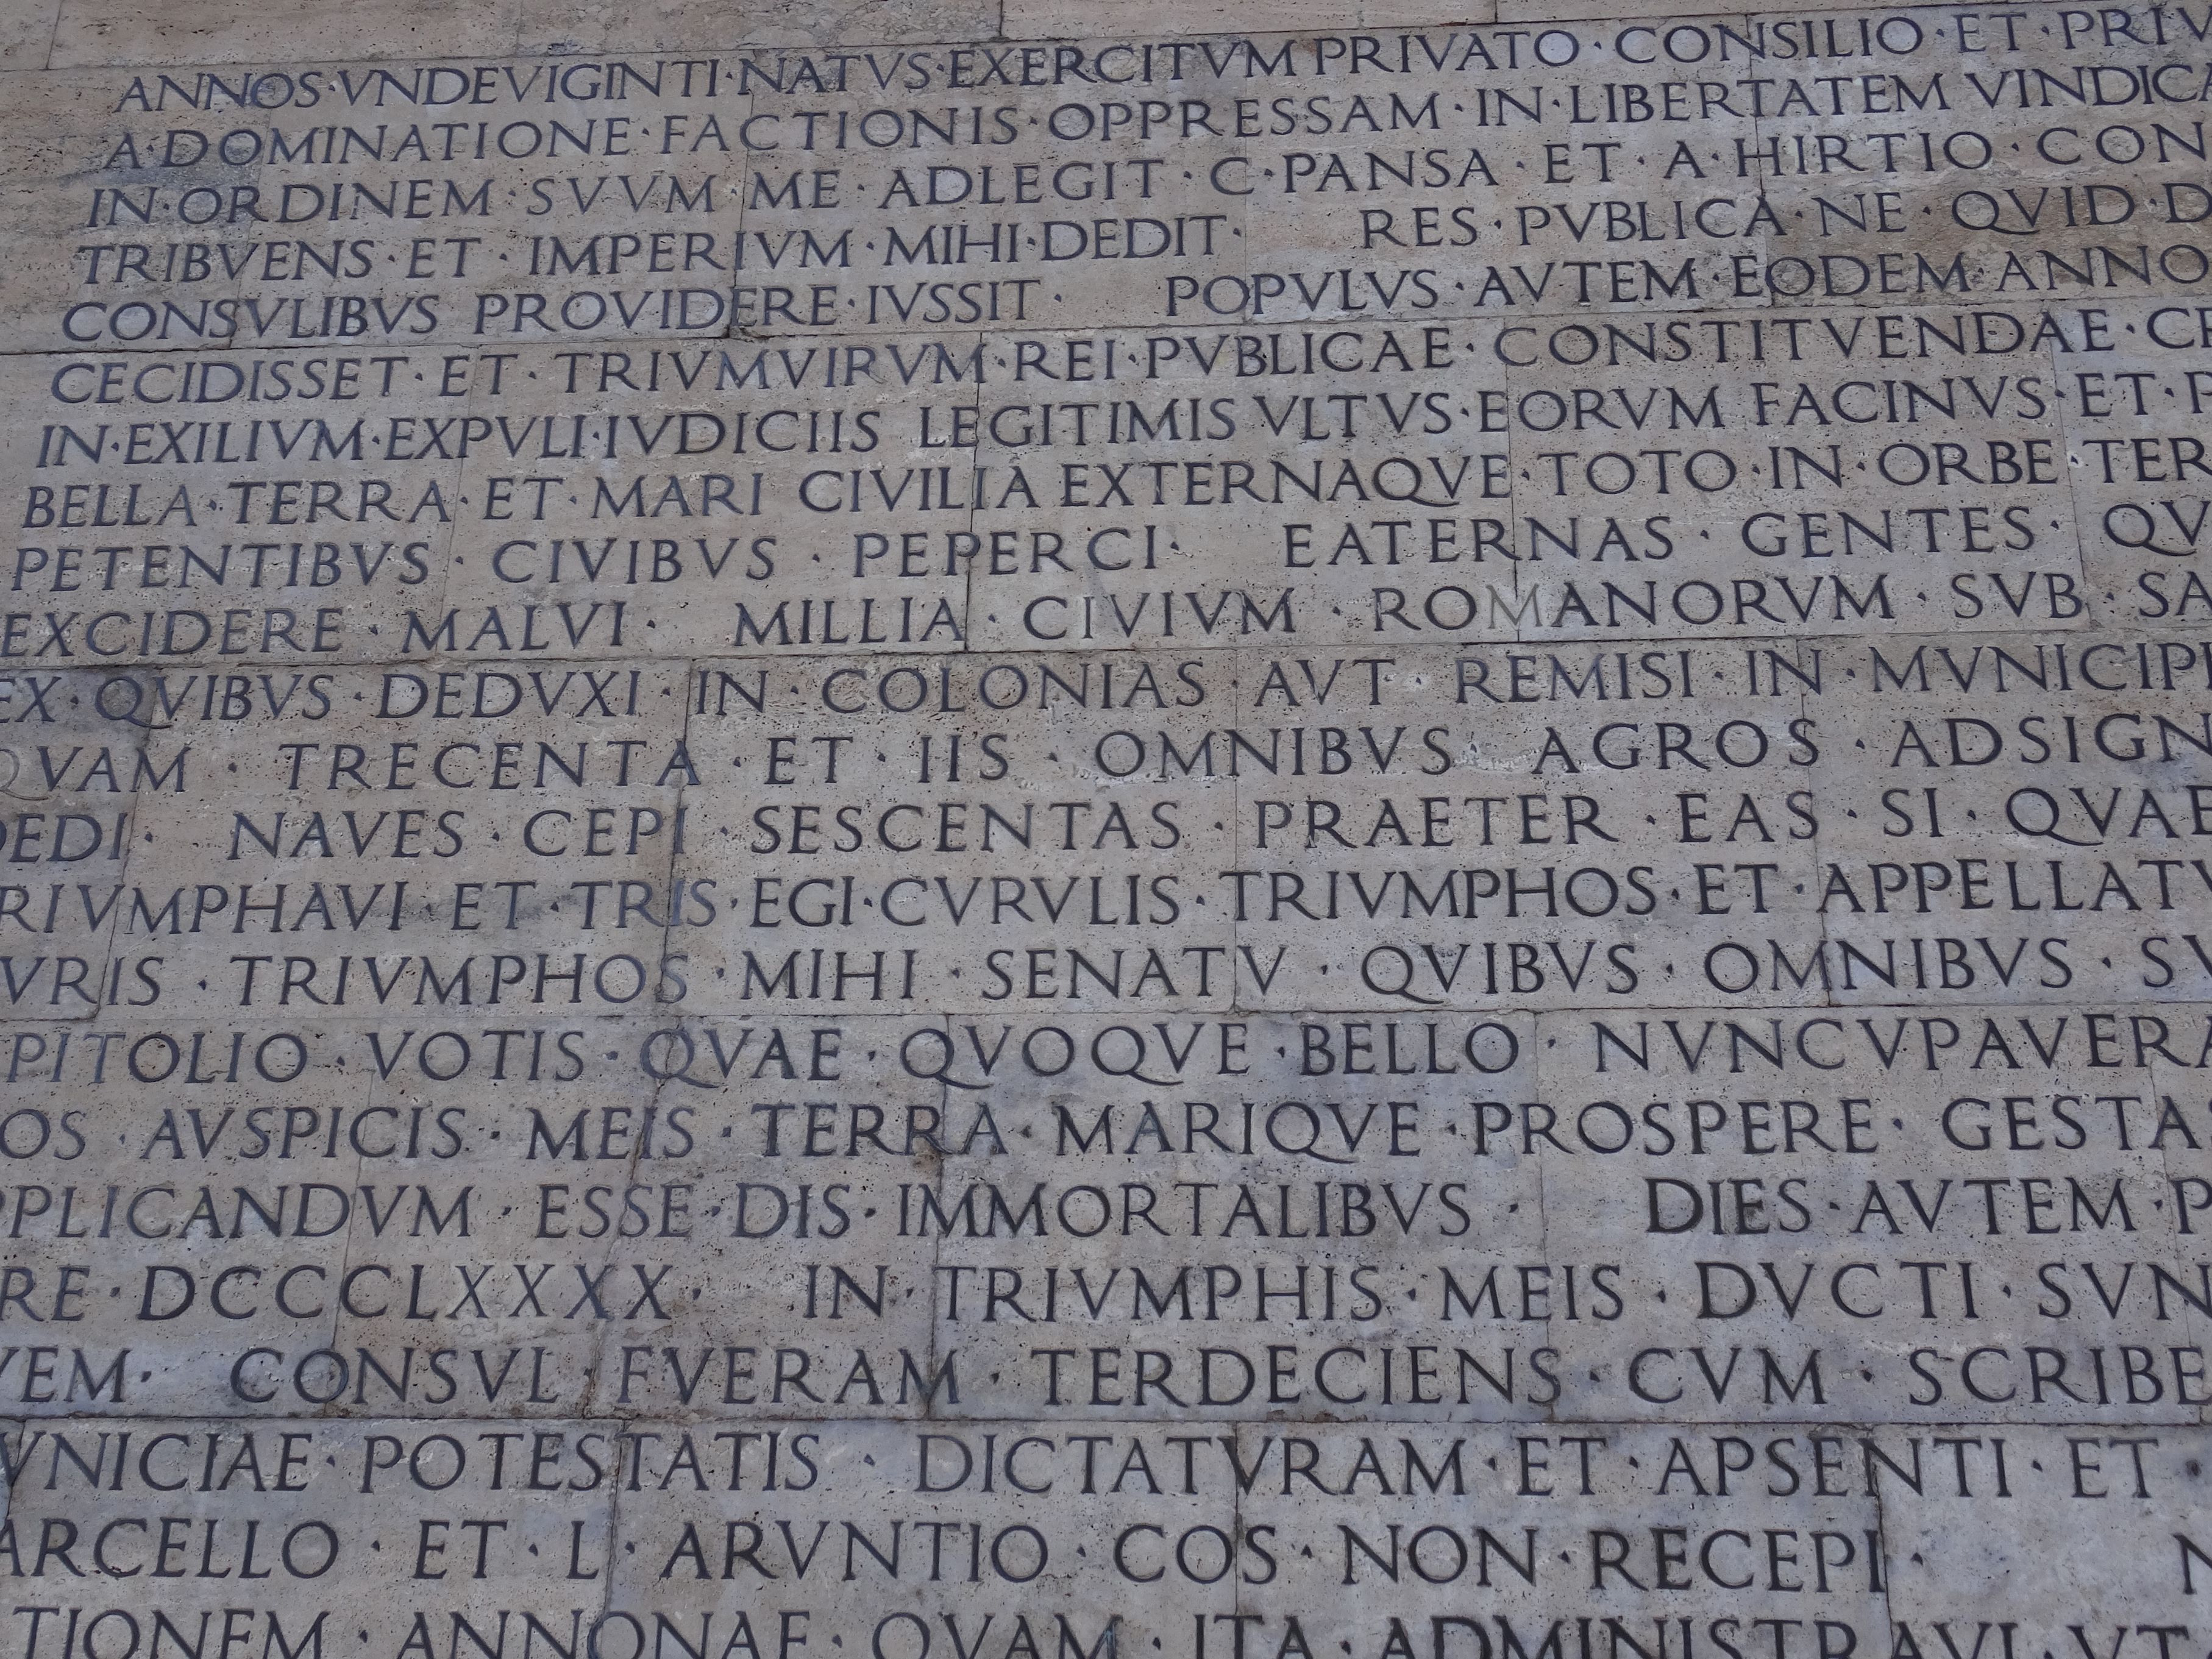 ANNOS·VNDEVIGINTI·NATVS·EXERCITVM PRIVATO·CONSILIO·ET·PRIV
A·DOMINATIONE·FACTIONIS·OPPRESSAM·IN·LIBERTATEM VINDICA
IN·ORDINEM·SVVM ME·ADLEGIT·C·PANSA·ET·A·HIRTIO·CON
TRIBVENS·ET·IMPERIVM·MIHI·DEDIT· RES·PVBLICA·NE·QVID·D
CONSVLIBVS PROVIDERE·IVSSIT· POPVLVS·AVTEM·EODEM·ANNO
CECIDISSET·ET·TRIVMVIRVM·REI·PVBLICAE·CONSTITVENDAE·CR
IN·EXILIVM·EXPVLI·IVDICIIS LEGITIMIS VLTVS·EORVM FACINVS·ET·P
BELLA·TERRA·ET·MARI CIVILIA EXTERNAQVE·TOTO·IN·ORBE·TER
PETENTIBVS·CIVIBVS·PEPERCI· EATERNAS·GENTES·QV
EXCIDERE·MALVI· MILLIA·CIVIVM·ROMANORVM·SVB·SA
EX·QVIBVS·DEDVXI·IN·COLONIAS·AVT·REMISI·IN·MVNICIPI
QVAM·TRECENTA·ET·IIS·OMNIBVS AGROS·ADSIGN
DEDI· NAVES·CEPI·SESCENTAS·PRAETER·EAS·SI·QVAE
RIVMPHAVI·ET·TRIS·EGI·CVRVLIS·TRIVMPHOS·ET·APPELLATV
VRIS·TRIVMPHOS·MIHI·SENATV·QVIBVS·OMNIBVS·SV
PITOLIO·VOTIS·QVAE·QVOQVE·BELLO·NVNCVPAVERA
OS·AVSPICIS·MEIS·TERRA·MARIQVE·PROSPERE·GESTA
PPLICANDVM·ESSE·DIS·IMMORTALIBVS· DIES·AVTEM·P
RE·DCCCLXXXX· IN·TRIVMPHIS·MEIS·DVCTI·SVN
VEM· CONSVL·FVERAM·TERDECIENS·CVM·SCRIBE
VNICIAE·POTESTATIS·DICTATVRAM·ET·APSENTI·ET·
ARCELLO·ET·L·ARVNTIO·COS·NON·RECEPI· N
TIONEM·ANNONAE·QVAM·ITA·ADMINISTRAVI·VT